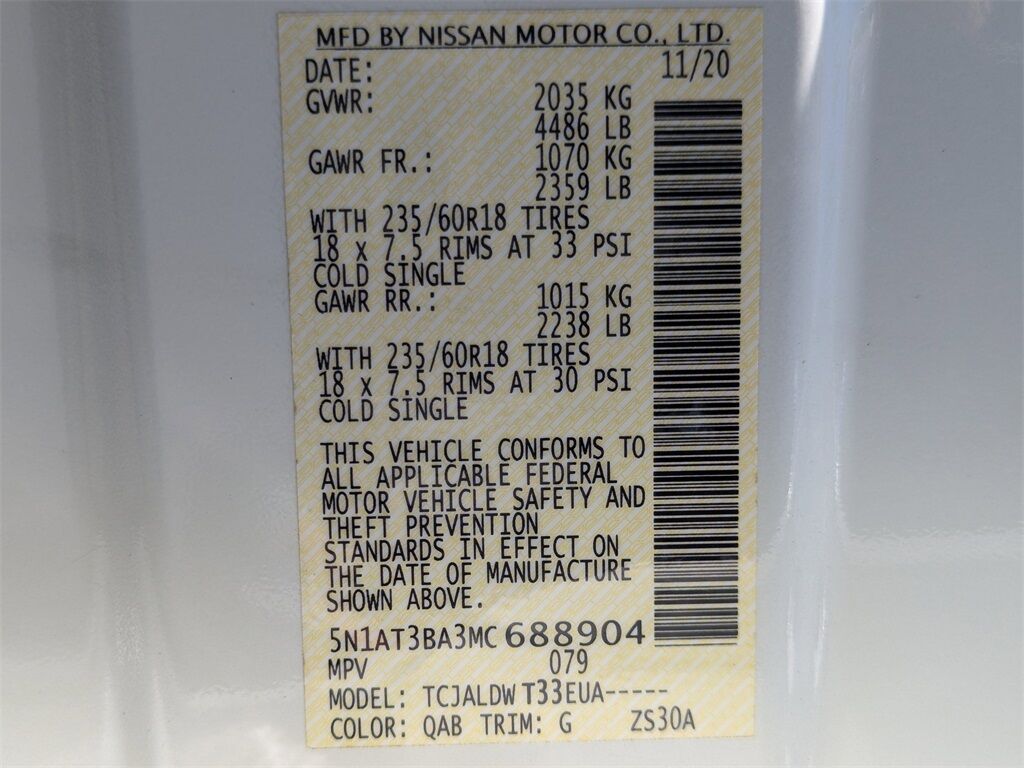 MFD BY NISSAN MOTOR CO., LTD.
DATE: 11/20
GVWR: 2035 KG
4486 LB
GAWR FR.: 1070 KG
2359 LB
WITH 235/60R18 TIRES
18 x 7.5 RIMS AT 33 PSI
COLD SINGLE
GAWR RR.: 1015 KG
2238 LB
WITH 235/60R18 TIRES
18 x 7.5 RIMS AT 30 PSI
COLD SINGLE
THIS VEHICLE CONFORMS TO
ALL APPLICABLE FEDERAL
MOTOR VEHICLE SAFETY AND
THEFT PREVENTION
STANDARDS IN EFFECT ON
THE DATE OF MANUFACTURE
SHOWN ABOVE.
5N1AT3BA3MC688904
MPV 079
MODEL: TCJALDWT33EUA-----
COLOR: QAB TRIM: G ZS30A